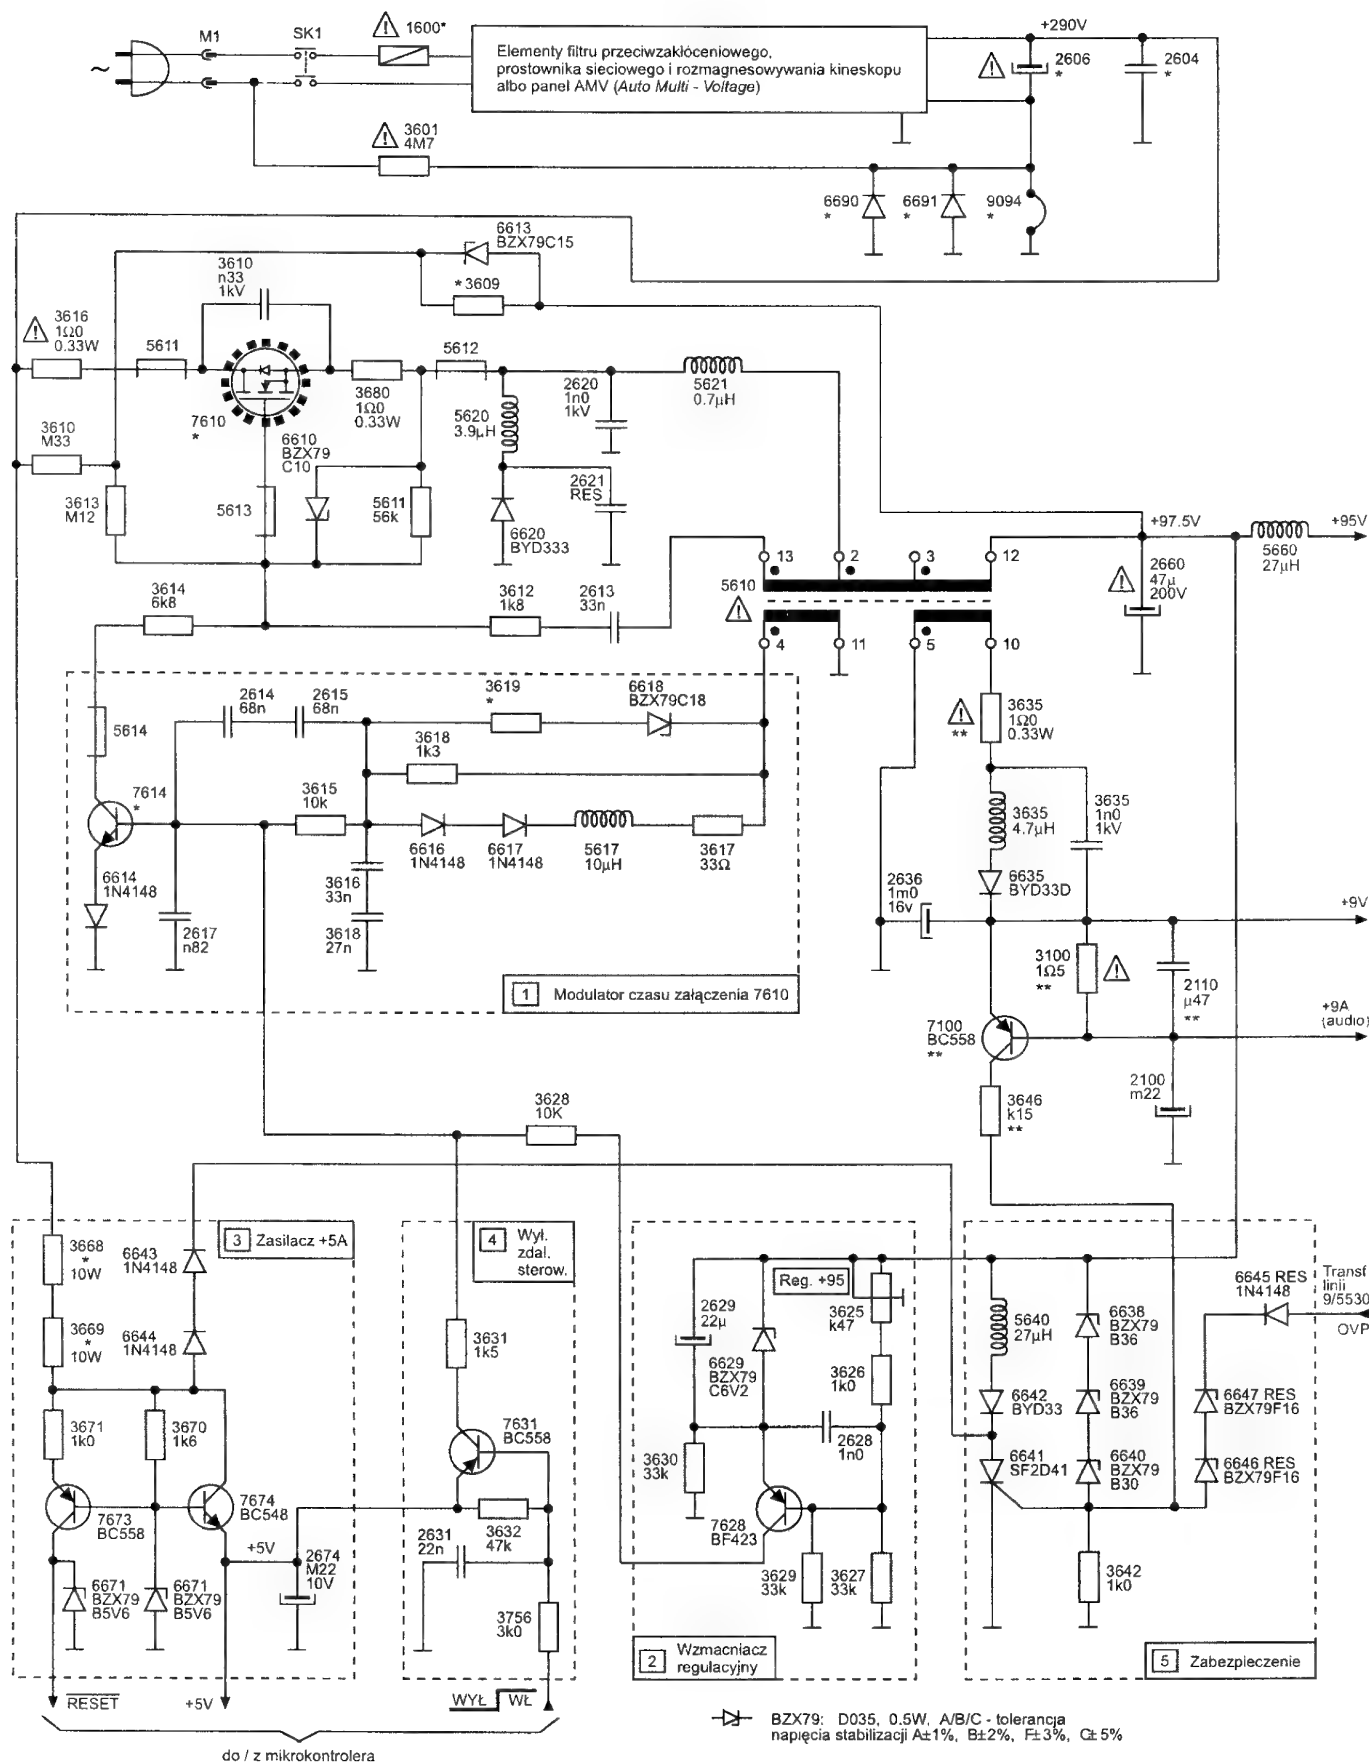 +290V
M1
SK1
1600*
Elementy filtru przeciwzakłóceniowego,
prostownika sieciowego i rozmagnesowywania kineskopu
albo panel AMV (Auto Multi - Voltage)
2606
*
2604
*
~
3601
4M7
6690
*
6691
*
9094
*
6613
BZX79C15
3610
n33
1kV
*3609
3616
1Ω0
0.33W
5611
5612
3680
1Ω0
0.33W
2620
1n0
1kV
5621
0.7µH
7610
*
5620
3.9µH
3610
M33
6610
BZX79
C10
3613
M12
5613
5611
56k
2621
RES
6620
BYD333
+97.5V
+95V
5660
27µH
13
2
3
12
5610
2660
47µ
200V
3614
6k8
3612
1k8
2613
33n
4
11
5
10
2614
68n
2615
68n
3619
*
6618
BZX79C18
3635
1Ω0
0.33W
**
5614
3618
1k3
7614
*
3615
10k
3635
4.7µH
3635
1n0
1kV
6616
1N4148
6617
1N4148
5617
10µH
3617
33Ω
6614
1N4148
3616
33n
2636
1m0
16v
6635
BYD33D
+9V
2617
n82
3618
27n
3100
1Ω5
**
2110
µ47
**
1 Modulator czasu załączenia 7610
+9A
(audio)
7100
BC558
**
2100
m22
3646
k15
**
3628
10K
3 Zasilacz +5A
4 Wył.
zdal.
sterow.
3668
*
10W
6643
1N4148
Reg. +95
6645 RES
1N4148
Transf
linii
9/5530
OVP
2629
22µ
3625
k47
5640
27µH
6638
BZX79
B36
3669
*
10W
6644
1N4148
3631
1k5
6629
BZX79
C6V2
3626
1k0
6642
BYD33
6639
BZX79
B36
6647 RES
BZX79F16
3671
1k0
3670
1k6
7631
BC558
3630
33k
2628
1n0
6641
SF2D41
6640
BZX79
B30
6646 RES
BZX79F16
7673
BC558
7674
BC548
+5V
2674
M22
10V
2631
22n
3632
47k
7628
BF423
3629
33k
3627
33k
3642
1k0
6671
BZX79
B5V6
6671
BZX79
B5V6
3756
3k0
2 Wzmacniacz
regulacyjny
5 Zabezpieczenie
RESET
+5V
WYŁ WŁ
BZX79: D035, 0.5W, A/B/C - tolerancja
napięcia stabilizacji A±1%, B±2%, F±3%, C±5%
do / z mikrokontrolera